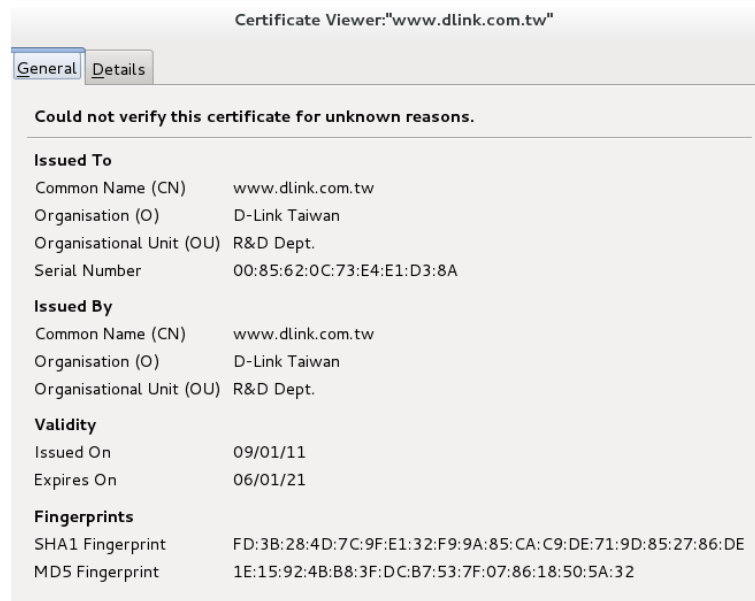 Certificate Viewer:"www.dlink.com.tw"
General Details
Could not verify this certificate for unknown reasons.
Issued To
Common Name (CN) www.dlink.com.tw
Organisation (O) D-Link Taiwan
Organisational Unit (OU) R&D Dept.
Serial Number 00:85:62:0C:73:E4:E1:D3:8A
Issued By
Common Name (CN) www.dlink.com.tw
Organisation (O) D-Link Taiwan
Organisational Unit (OU) R&D Dept.
Validity
Issued On 09/01/11
Expires On 06/01/21
Fingerprints
SHA1 Fingerprint FD:3B:28:4D:7C:9F:E1:32:F9:9A:85:CA:C9:DE:71:9D:85:27:86:DE
MD5 Fingerprint 1E:15:92:4B:B8:3F:DC:B7:53:7F:07:86:18:50:5A:32